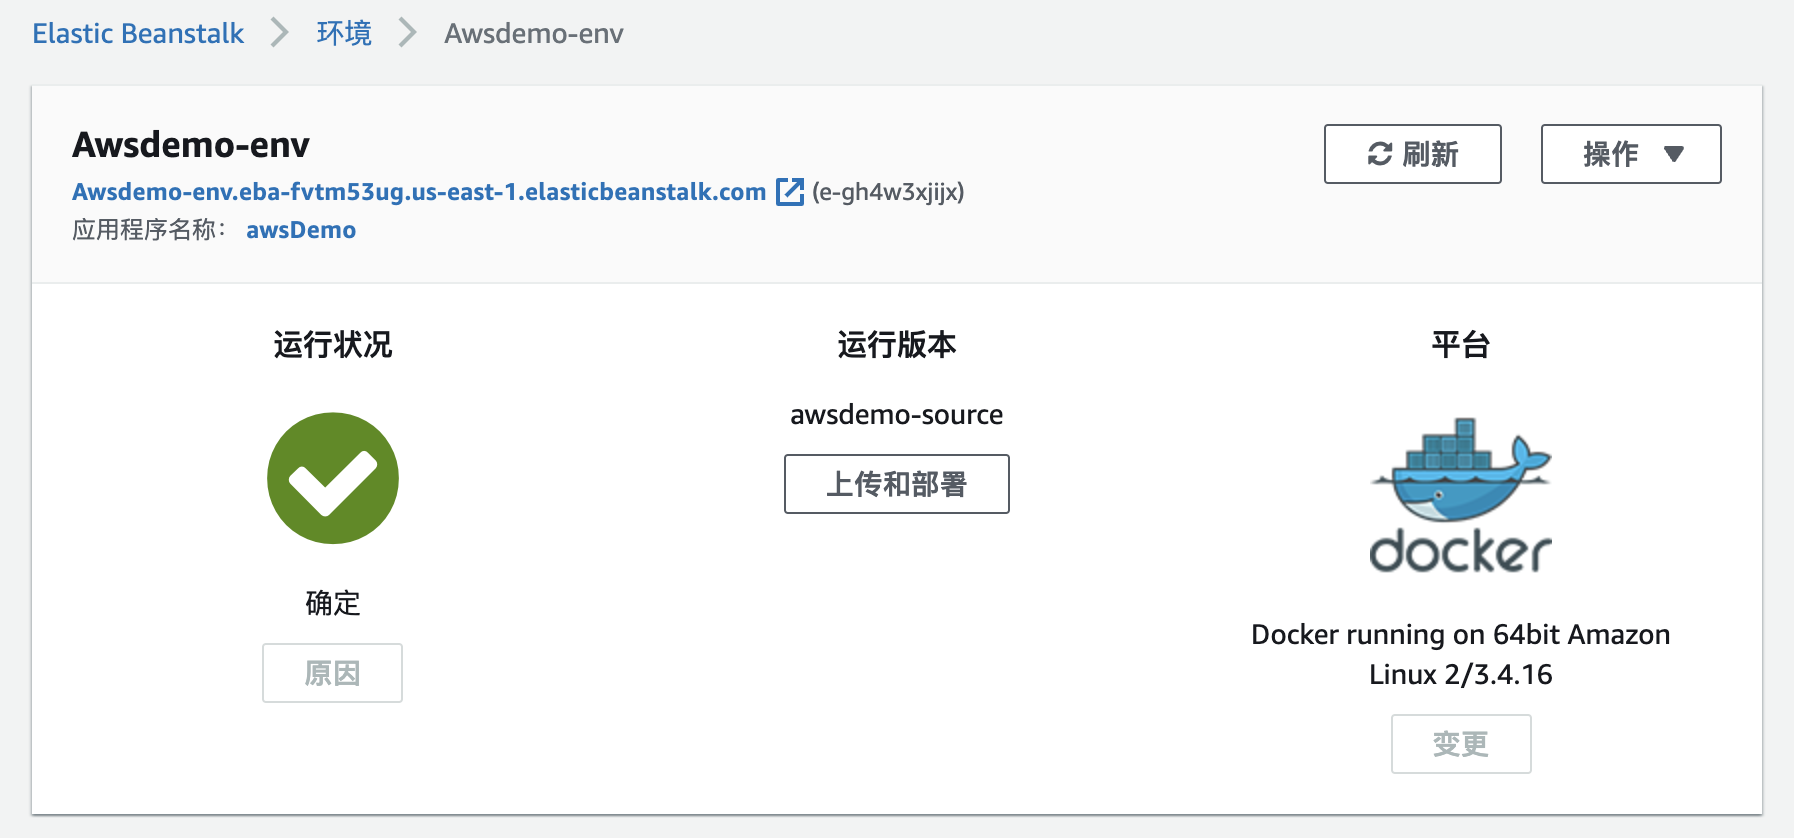 Elastic Beanstalk > 环境 > Awsdemo-env
Awsdemo-env
刷新
操作
Awsdemo-env.eba-fvtm53ug.us-east-1.elasticbeanstalk.com (e-gh4w3xjijx)
应用程序名称： awsDemo
运行状况
确定
原因
运行版本
awsdemo-source
上传和部署
平台
docker
Docker running on 64bit Amazon
Linux 2/3.4.16
变更